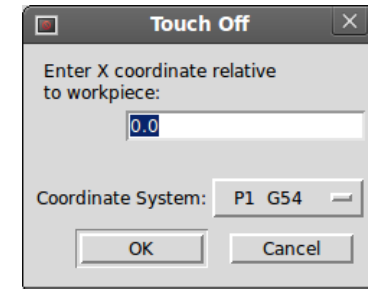 Touch Off
Enter X coordinate relative
to workpiece:
0.0
Coordinate System: P1 G54
OK Cancel